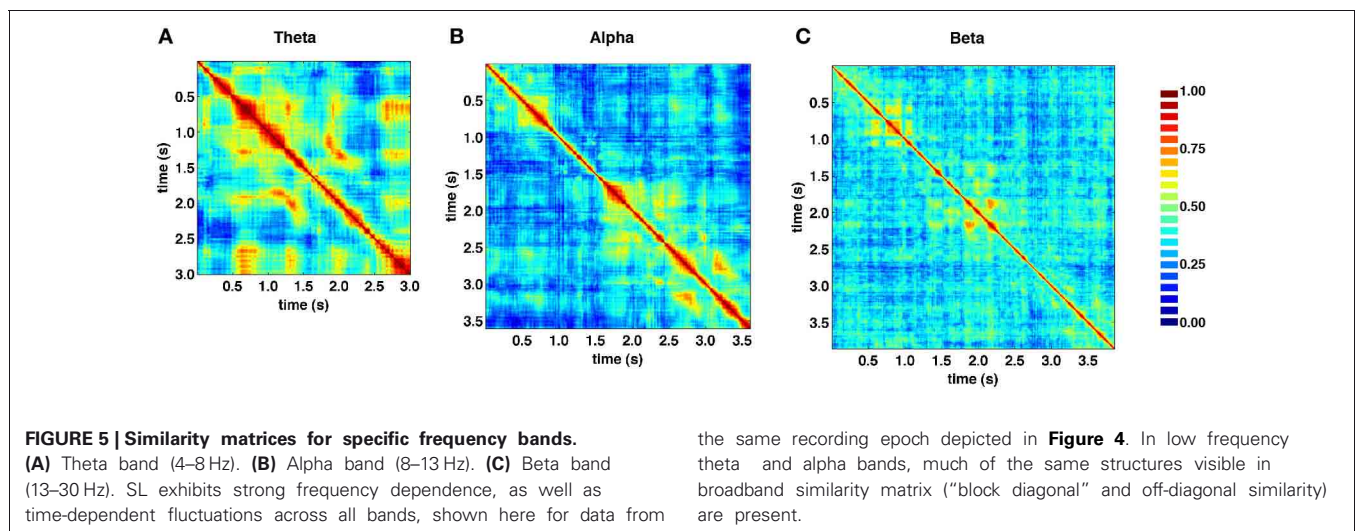 A Theta
B Alpha
C Beta
0.5
1.0
1.5
2.0
2.5
3.0
time (s)
0.5 1.0 1.5 2.0 2.5 3.0
time (s)
0.5
1.0
1.5
2.0
2.5
3.0
3.5
time (s)
0.5 1.0 1.5 2.0 2.5 3.0 3.5
time (s)
0.5
1.0
1.5
2.0
2.5
3.0
3.5
time (s)
0.5 1.0 1.5 2.0 2.5 3.0 3.5
time (s)
1.00
0.75
0.50
0.25
0.00
FIGURE 5 | Similarity matrices for specific frequency bands.
(A) Theta band (4–8 Hz). (B) Alpha band (8–13 Hz). (C) Beta band
(13–30 Hz). SL exhibits strong frequency dependence, as well as
time-dependent fluctuations across all bands, shown here for data from
the same recording epoch depicted in Figure 4. In low frequency
theta and alpha bands, much of the same structures visible in
broadband similarity matrix (“block diagonal” and off-diagonal similarity)
are present.